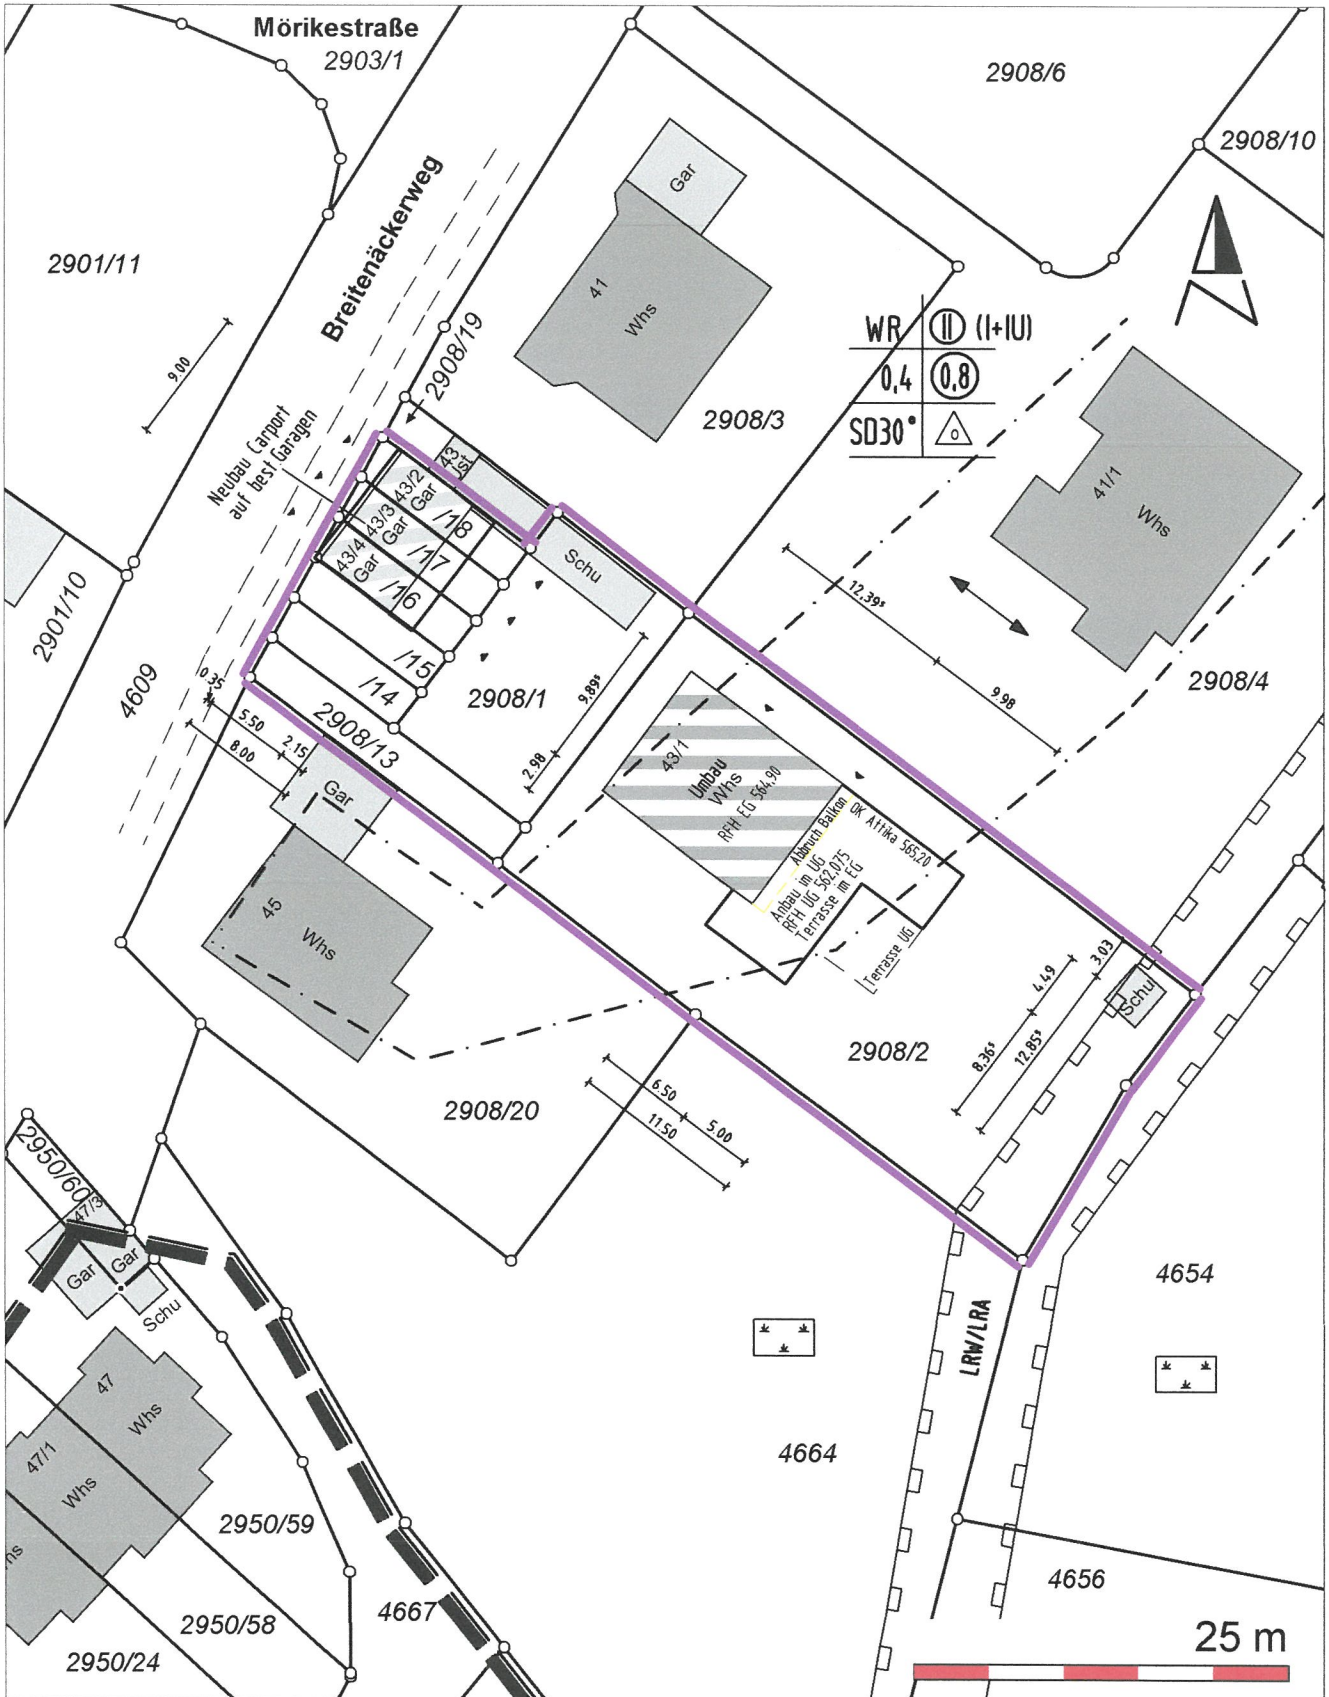 Mörikestraße
2903/1
2908/6
2908/10
Gar
2901/11
Breitenäckerweg
41
Whs
2908/19
9.00
WR
II (I+IU)
0,4
0,8
SD30°
o
2908/3
Neubau Carport
auf best.Garagen
43
Ust
43/2
Gar
/18
43/3
Gar
/17
43/4
Gar
/16
41/1
Whs
Schu
12,39⁵
9.98
2901/10
4609
/15
/14
2908/1
9,89⁵
2.98
2908/4
0.35
5.50
2.15
8.00
2908/13
Gar
43/1
Umbau
Whs
RFH EG 564,90
Abbruch Balkon
OK Attika 565,20
Anbau im UG
RFH UG 562,075
Terrasse im EG
Terrasse UG
45
Whs
3.03
4.49
8,36⁵
12,85⁵
Schu
2908/2
2908/20
6.50
5.00
11.50
2950/60
47/3
Gar
Gar
Schu
4654
LRW/LRA
47
Whs
47/1
Whs
4664
2950/59
4656
2950/58
4667
2950/24
25 m